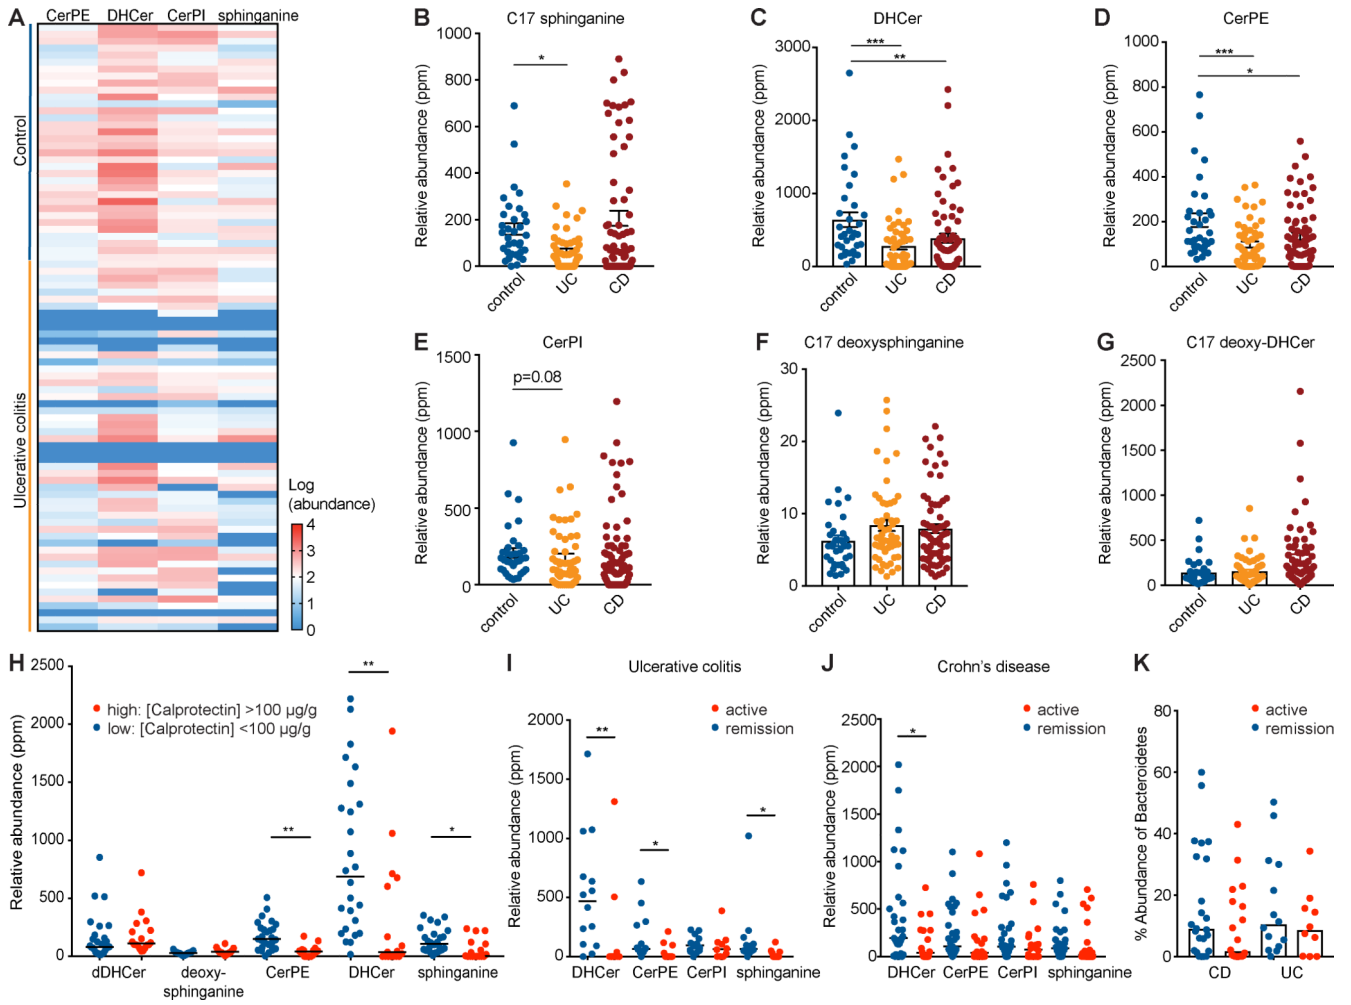 A
CerPE DHCer CerPI sphinganine
Control
Ulcerative colitis
Log
(abundance)
4
3
2
1
0
B
C17 sphinganine
Relative abundance (ppm)
1000
800
600
400
200
0
*
control UC CD
C
DHCer
Relative abundance (ppm)
3000
2000
1000
0
***
**
control UC CD
D
CerPE
Relative abundance (ppm)
1000
800
600
400
200
0
***
*
control UC CD
E
CerPI
Relative abundance (ppm)
1500
1000
500
0
p=0.08
control UC CD
F
C17 deoxysphinganine
Relative abundance (ppm)
30
20
10
0
control UC CD
G
C17 deoxy-DHCer
Relative abundance (ppm)
2500
2000
1500
1000
500
0
control UC CD
H
Relative abundance (ppm)
2500
2000
1500
1000
500
0
high: [Calprotectin] >100 µg/g
low: [Calprotectin] <100 µg/g
**
**
*
dDHCer deoxy-sphinganine CerPE DHCer sphinganine
I
Ulcerative colitis
active
remission
Relative abundance (ppm)
2000
1500
1000
500
0
**
*
*
DHCer CerPE CerPI sphinganine
J
Crohn's disease
active
remission
Relative abundance (ppm)
2500
2000
1500
1000
500
0
*
DHCer CerPE CerPI sphinganine
K
active
remission
% Abundance of Bacteroidetes
80
60
40
20
0
CD UC